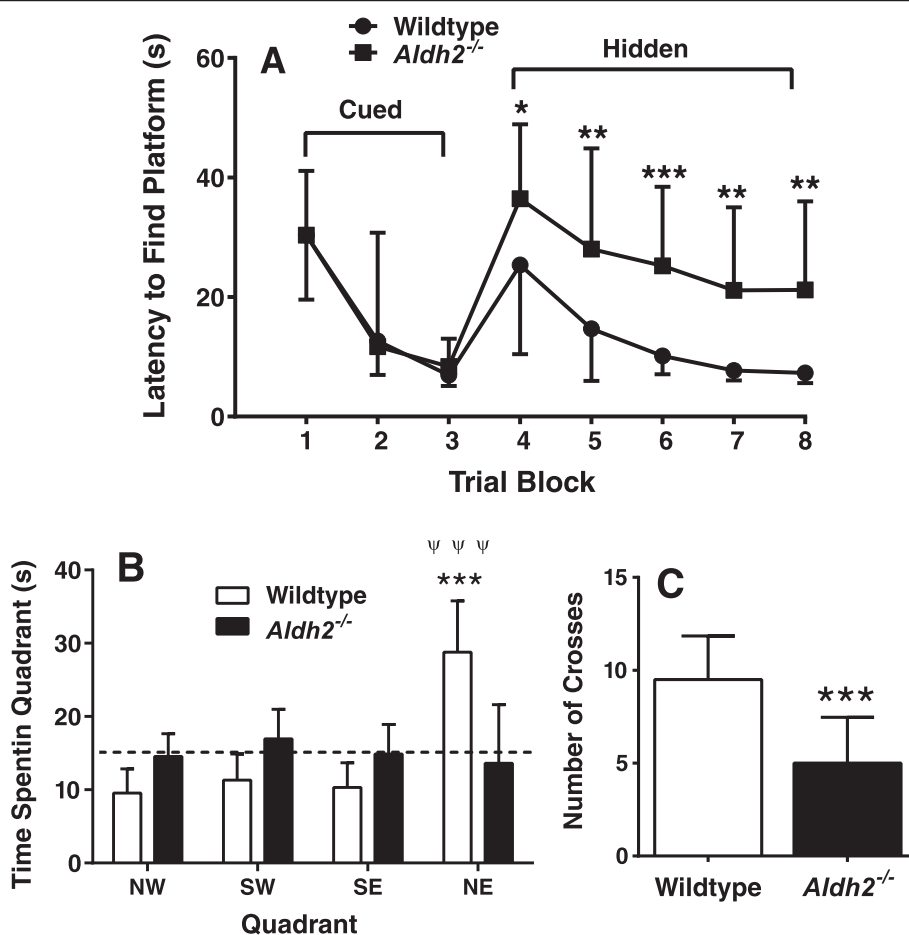 Wildtype
Aldh2-/-
A
Hidden
Cued
*
**
***
**
**
Latency to Find Platform (s)
60
40
20
0
1 2 3 4 5 6 7 8
Trial Block
B
Wildtype
Aldh2-/-
ψ ψ ψ
***
Time Spentin Quadrant (s)
40
30
20
10
0
NW SW SE NE
Quadrant
C
***
Number of Crosses
15
10
5
0
Wildtype Aldh2-/-